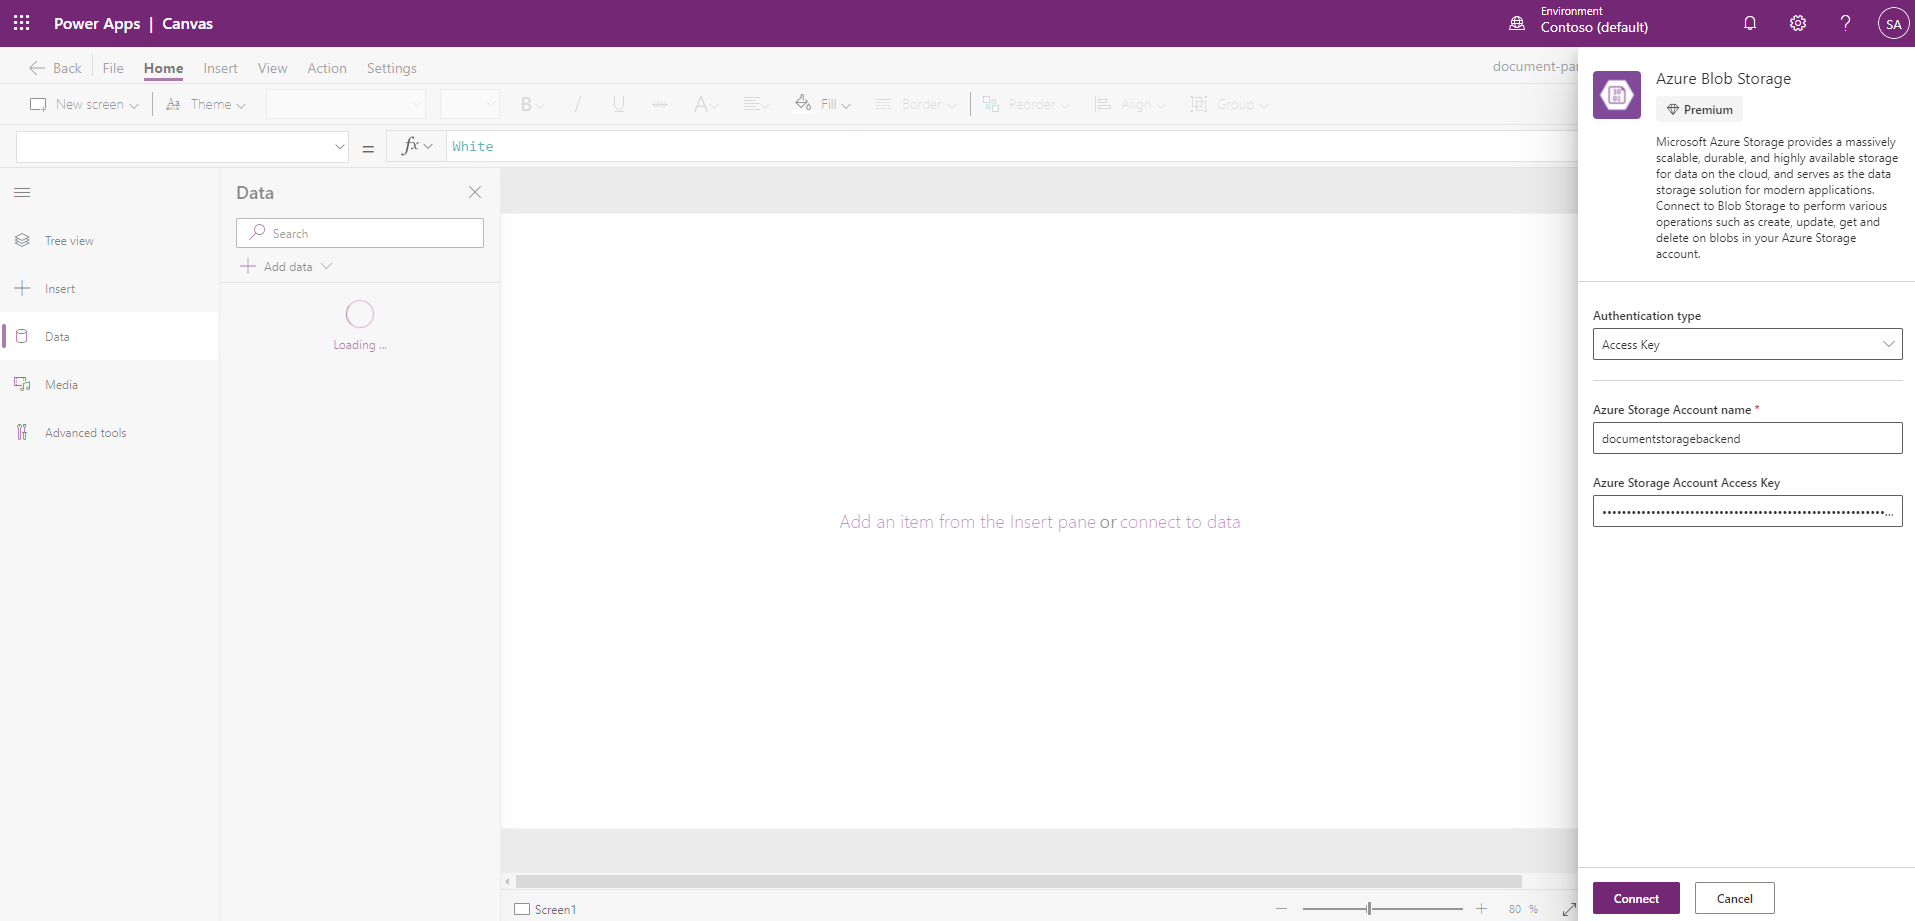 Power Apps | Canvas
Environment
Contoso (default)
SA
Back File Home Insert View Action Settings
New screen Theme B / U abc A Fill Border Reorder Align Group
= fx White
Data
Search
Add data
Loading ...
Tree view
Insert
Data
Media
Advanced tools
Add an item from the Insert pane or connect to data
Screen1
80 %
Azure Blob Storage
Premium
Microsoft Azure Storage provides a massively
scalable, durable, and highly available storage
for data on the cloud, and serves as the data
storage solution for modern applications.
Connect to Blob Storage to perform various
operations such as create, update, get and
delete on blobs in your Azure Storage
account.
Authentication type
Access Key
Azure Storage Account name *
documentstoragebackend
Azure Storage Account Access Key
Connect Cancel